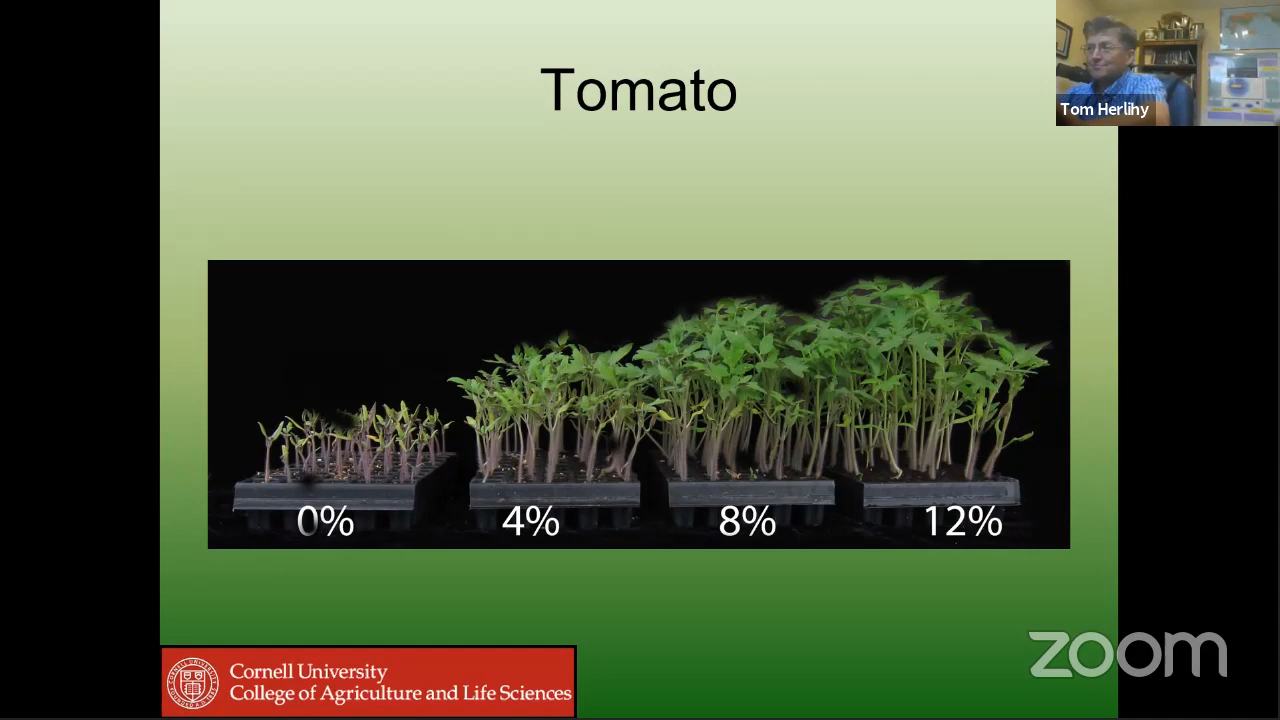 Tomato
Tom Herlihy
0%
4%
8%
12%
Cornell University
College of Agriculture and Life Sciences
zoom